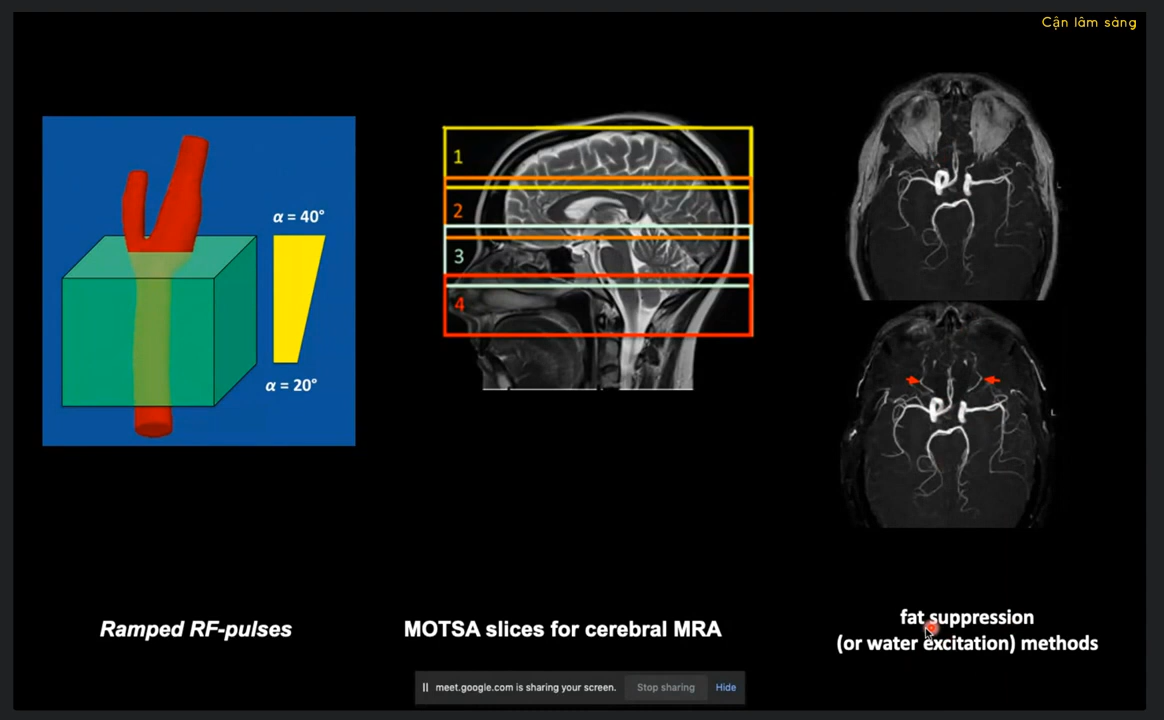 Cận lâm sàng
α = 40°
α = 20°
1
2
3
4
L
L
Ramped RF-pulses
MOTSA slices for cerebral MRA
fat suppression
(or water excitation) methods
meet.google.com is sharing your screen.
Stop sharing
Hide